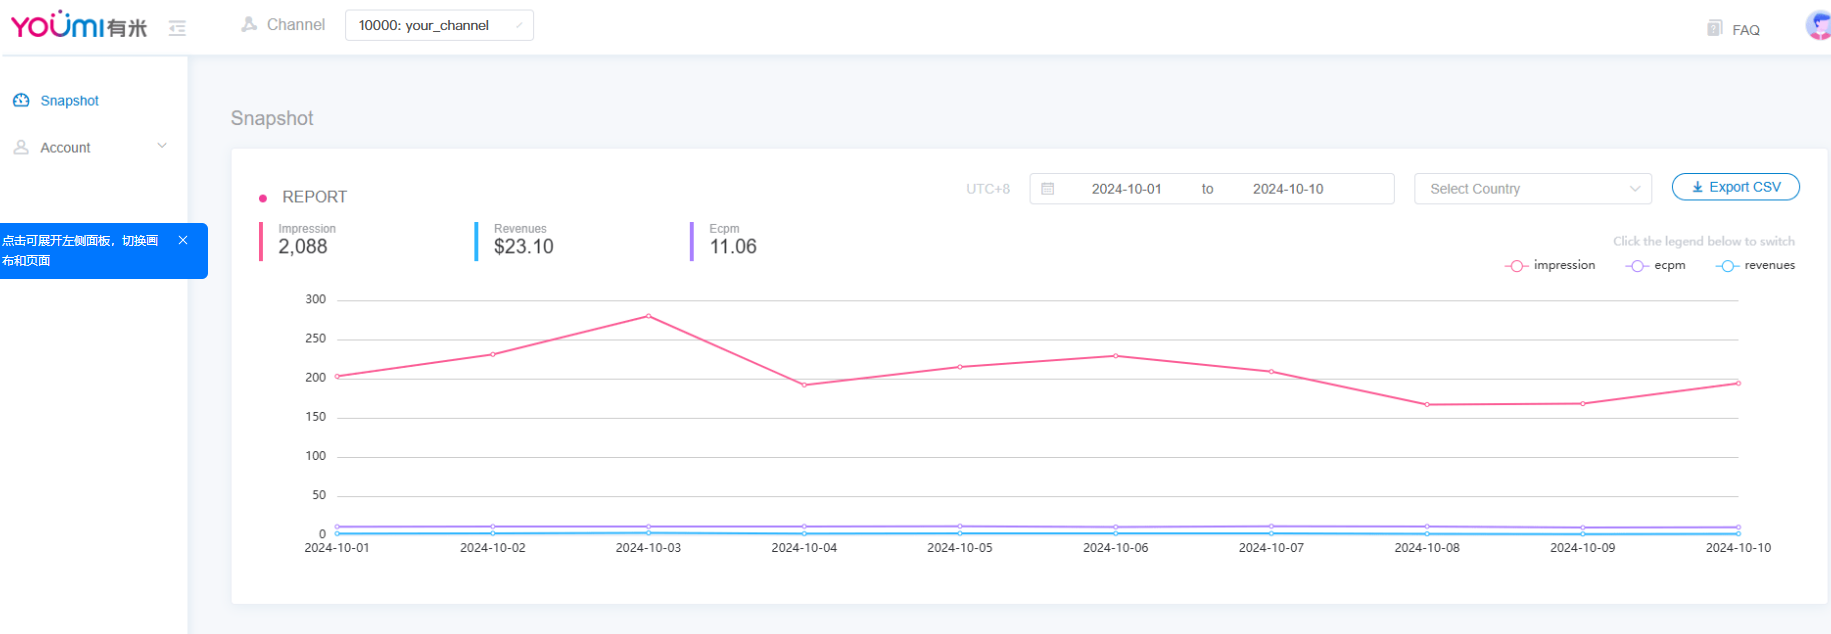 YOUMI有米
Channel
10000: your_channel
FAQ
Snapshot
Account
点击可展开左侧面板，切换画
布和页面
Snapshot
REPORT
UTC+8
2024-10-01 to 2024-10-10
Select Country
Export CSV
Impression
2,088
Revenues
$23.10
Ecpm
11.06
Click the legend below to switch
impression ecpm revenues
300
250
200
150
100
50
0
2024-10-01 2024-10-02 2024-10-03 2024-10-04 2024-10-05 2024-10-06 2024-10-07 2024-10-08 2024-10-09 2024-10-10